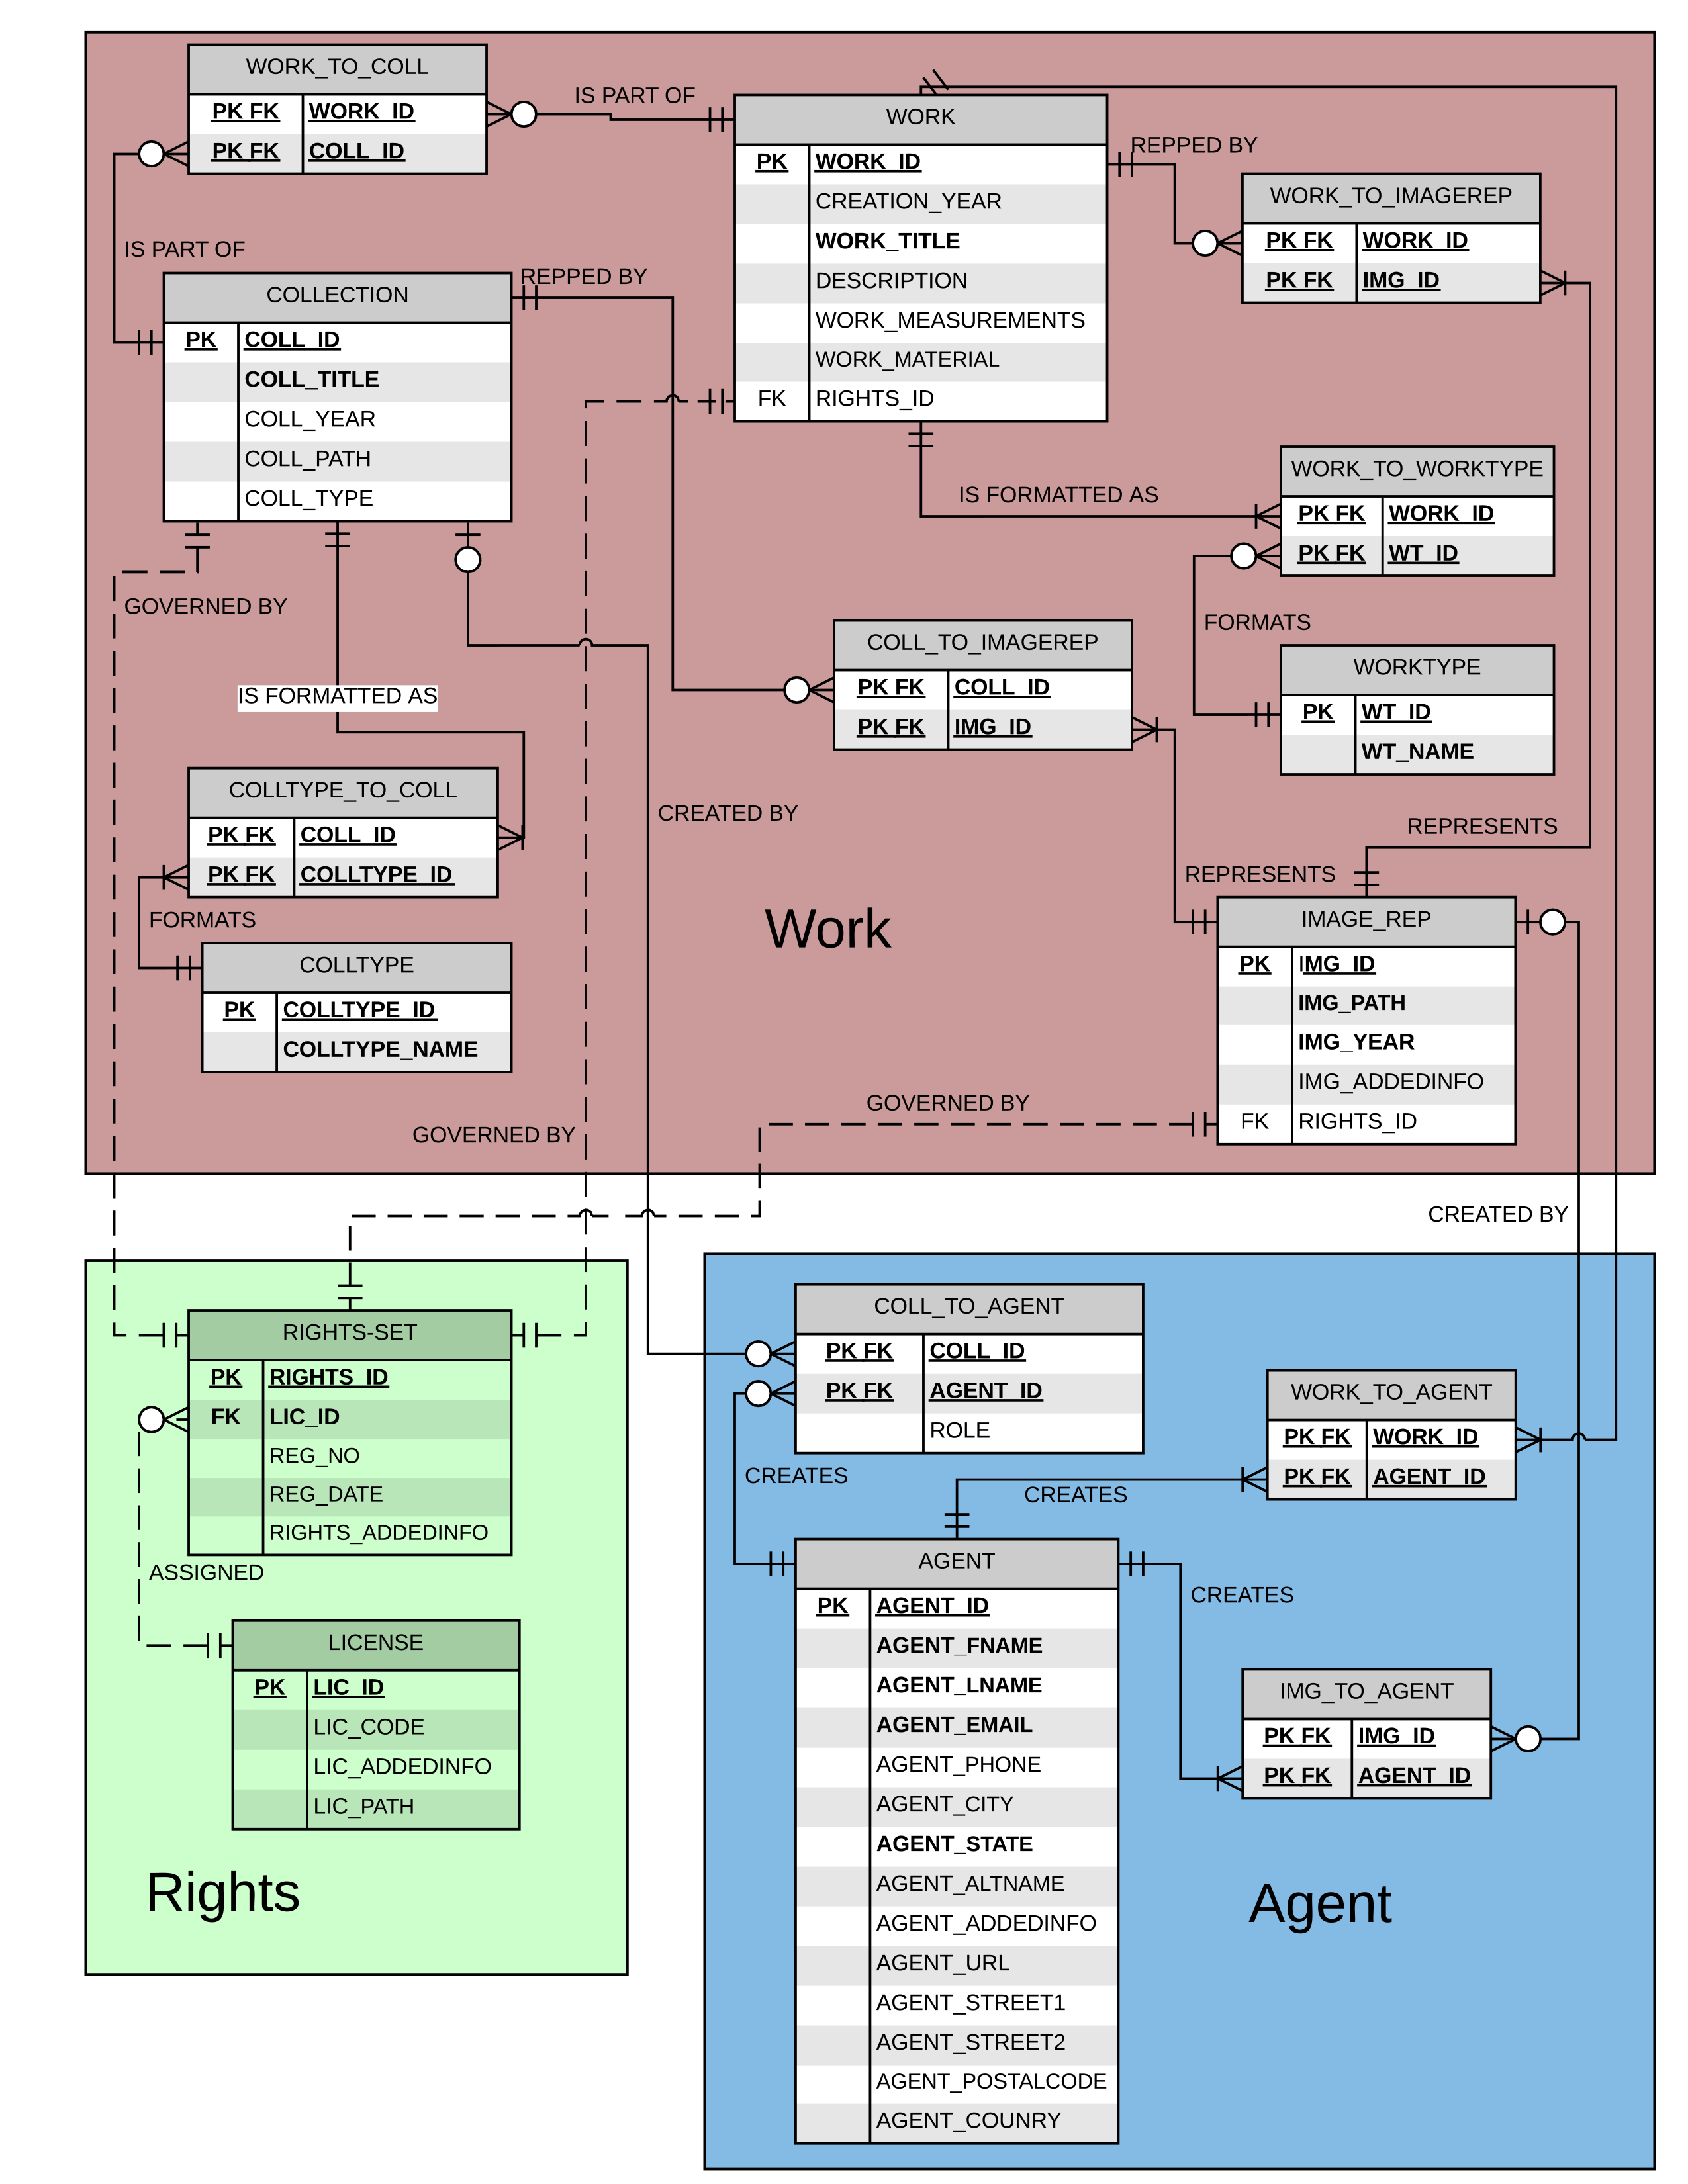 WORK_TO_COLL
PK FK WORK_ID
PK FK COLL_ID
IS PART OF
IS PART OF
WORK
PK WORK_ID
CREATION_YEAR
WORK_TITLE
DESCRIPTION
WORK_MEASUREMENTS
WORK_MATERIAL
FK RIGHTS_ID
REPPED BY
WORK_TO_IMAGEREP
PK FK WORK_ID
PK FK IMG_ID
COLLECTION
PK COLL_ID
COLL_TITLE
COLL_YEAR
COLL_PATH
COLL_TYPE
REPPED BY
IS FORMATTED AS
WORK_TO_WORKTYPE
PK FK WORK_ID
PK FK WT_ID
FORMATS
WORKTYPE
PK WT_ID
WT_NAME
GOVERNED BY
IS FORMATTED AS
COLL_TO_IMAGEREP
PK FK COLL_ID
PK FK IMG_ID
COLLTYPE_TO_COLL
PK FK COLL_ID
PK FK COLLTYPE_ID
FORMATS
COLLTYPE
PK COLLTYPE_ID
COLLTYPE_NAME
CREATED BY
Work
REPRESENTS
REPRESENTS
IMAGE_REP
PK IMG_ID
IMG_PATH
IMG_YEAR
IMG_ADDEDINFO
FK RIGHTS_ID
GOVERNED BY
GOVERNED BY
CREATED BY
RIGHTS-SET
PK RIGHTS_ID
FK LIC_ID
REG_NO
REG_DATE
RIGHTS_ADDEDINFO
ASSIGNED
LICENSE
PK LIC_ID
LIC_CODE
LIC_ADDEDINFO
LIC_PATH
Rights
COLL_TO_AGENT
PK FK COLL_ID
PK FK AGENT_ID
ROLE
CREATES
CREATES
WORK_TO_AGENT
PK FK WORK_ID
PK FK AGENT_ID
AGENT
PK AGENT_ID
AGENT_FNAME
AGENT_LNAME
AGENT_EMAIL
AGENT_PHONE
AGENT_CITY
AGENT_STATE
AGENT_ALTNAME
AGENT_ADDEDINFO
AGENT_URL
AGENT_STREET1
AGENT_STREET2
AGENT_POSTALCODE
AGENT_COUNRY
CREATES
IMG_TO_AGENT
PK FK IMG_ID
PK FK AGENT_ID
Agent